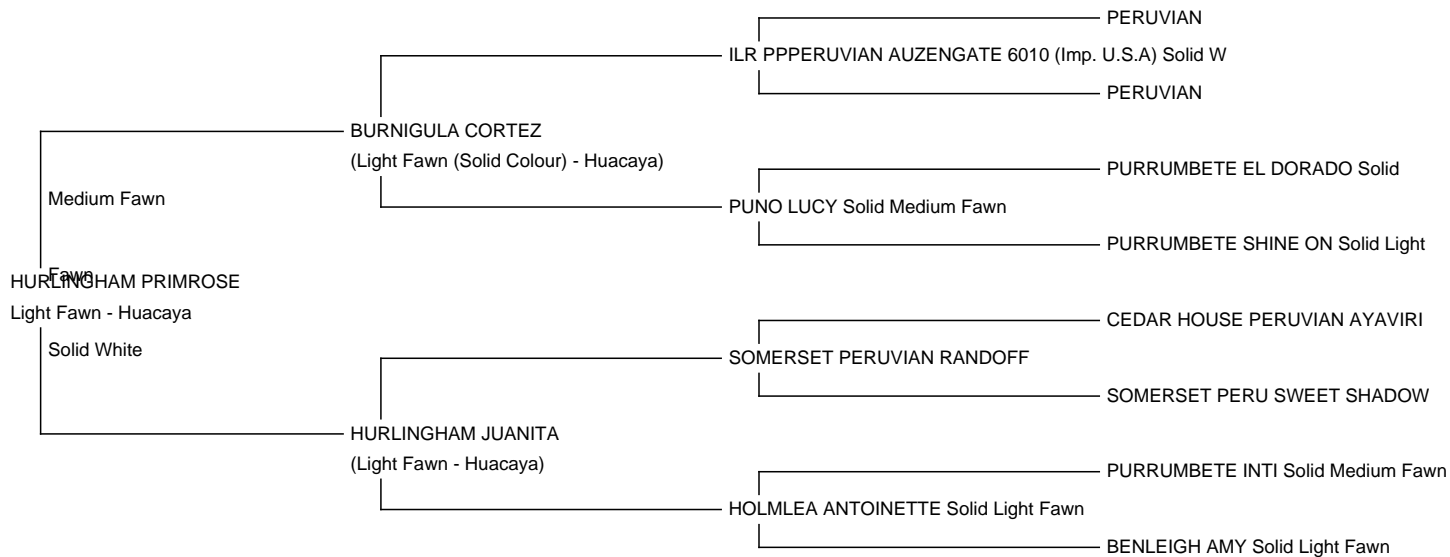 PERUVIAN
ILR PPPERUVIAN AUZENGATE 6010 (Imp. U.S.A) Solid W
PERUVIAN
BURNIGULA CORTEZ
(Light Fawn (Solid Colour) - Huacaya)
PURRUMBETE EL DORADO Solid
Medium Fawn
PUNO LUCY Solid Medium Fawn
PURRUMBETE SHINE ON Solid Light
Fawn
HURLINGHAM PRIMROSE
Light Fawn - Huacaya
CEDAR HOUSE PERUVIAN AYAVIRI
Solid White
SOMERSET PERUVIAN RANDOFF
SOMERSET PERU SWEET SHADOW
HURLINGHAM JUANITA
(Light Fawn - Huacaya)
PURRUMBETE INTI Solid Medium Fawn
HOLMLEA ANTOINETTE Solid Light Fawn
BENLEIGH AMY Solid Light Fawn